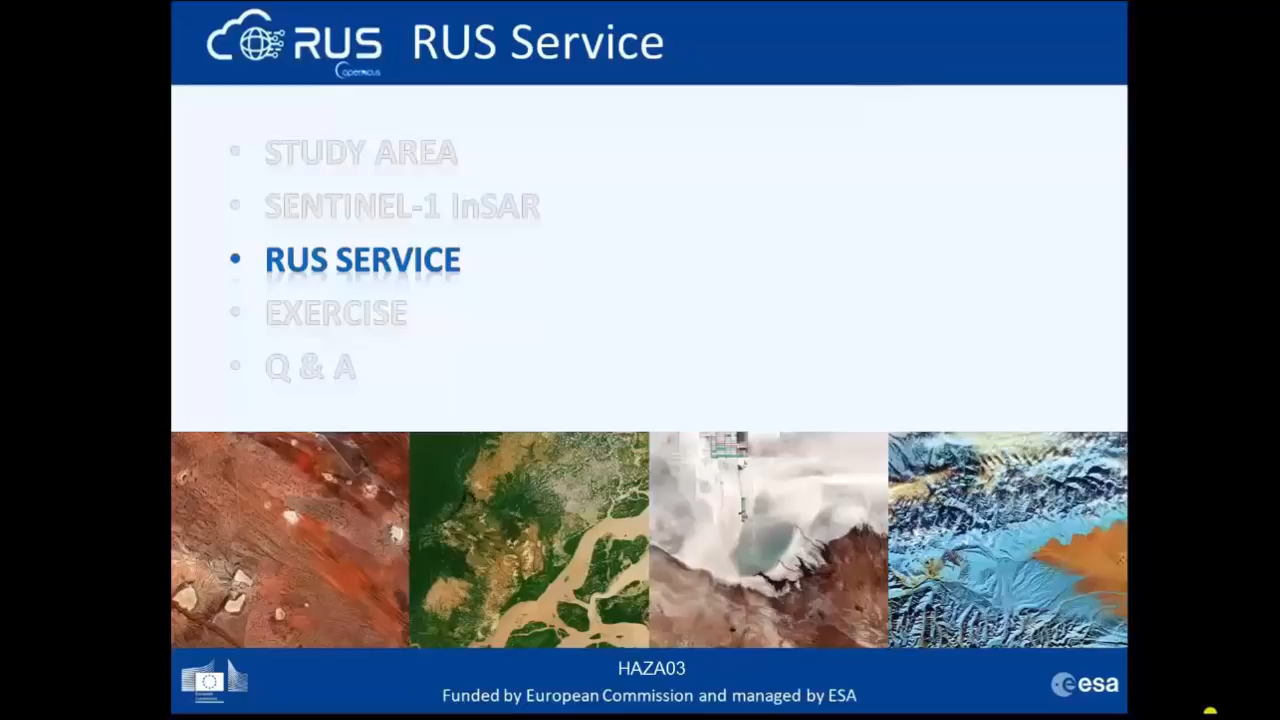 RUS
Copernicus
RUS Service
• STUDY AREA
• SENTINEL-1 InSAR
• RUS SERVICE
• EXERCISE
• Q & A
HAZA03
Funded by European Commission and managed by ESA
esa